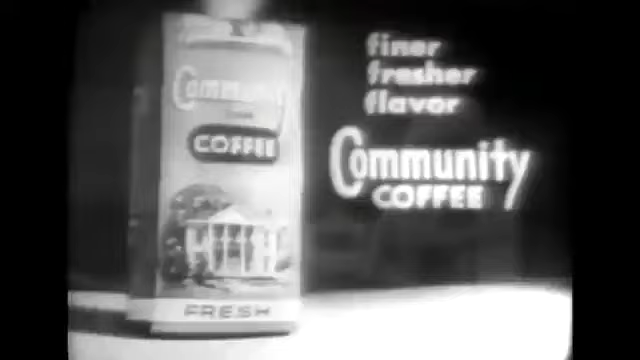 Community
COFFEE
FRESH
finer
fresher
flavor
Community
COFFEE